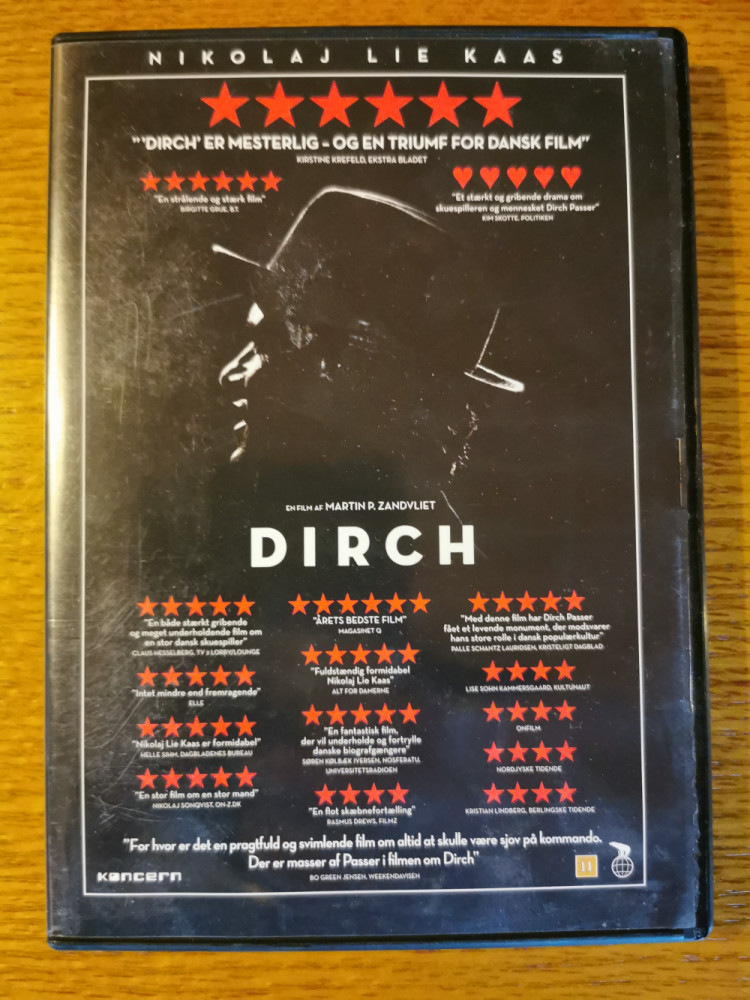 NIKOLAJ LIE KAAS
"'DIRCH' ER MESTERLIG - OG EN TRIUMF FOR DANSK FILM"
KIRSTINE KREFELD, EKSTRA BLADET
"En strålende og stærk film"
BIRGITTE GRUE, B.T.
"Et stærkt og gribende drama om
skuespilleren og mennesket Dirch Passer"
KIM SKOTTE, POLITIKEN
EN FILM AF MARTIN P. ZANDVLIET
DIRCH
"En både stærkt gribende
og meget underholdende film om
en stor dansk skuespiller"
CLAUS HESSELBERG, TV 2 LORRY/LOUNGE
"Intet mindre end fremragende"
ELLE
"Nikolaj Lie Kaas er formidabel"
HELLE SIHM, DAGBLADENES BUREAU
"En stor film om en stor mand"
NIKOLAJ SONQVIST, ON-Z.DK
"ÅRETS BEDSTE FILM"
MAGASINET Q
"Fuldstændig formidabel
Nikolaj Lie Kaas"
ALT FOR DAMERNE
"En fantastisk film,
der vil underholde og fortrylle
danske biografgængere"
SØREN KØLBÆK IVERSEN, NOSFERATU,
UNIVERSITETSRADIOEN
"En flot skæbnefortælling"
RASMUS DREWS, FILMZ
"Med denne film har Dirch Passer
fået et levende monument, der modsvarer
hans store rolle i dansk populærkultur"
PALLE SCHANTZ LAURIDSEN, KRISTELIGT DAGBLAD
LISE SOHN KAMMERSGAARD, KULTUNAUT
ONFILM
NORDJYSKE TIDENDE
KRISTIAN LINDBERG, BERLINGSKE TIDENDE
"For hvor er det en pragtfuld og svimlende film om altid at skulle være sjov på kommando.
Der er masser af Passer i filmen om Dirch"
BO GREEN JENSEN, WEEKENDAVISEN
KØNCERN
11